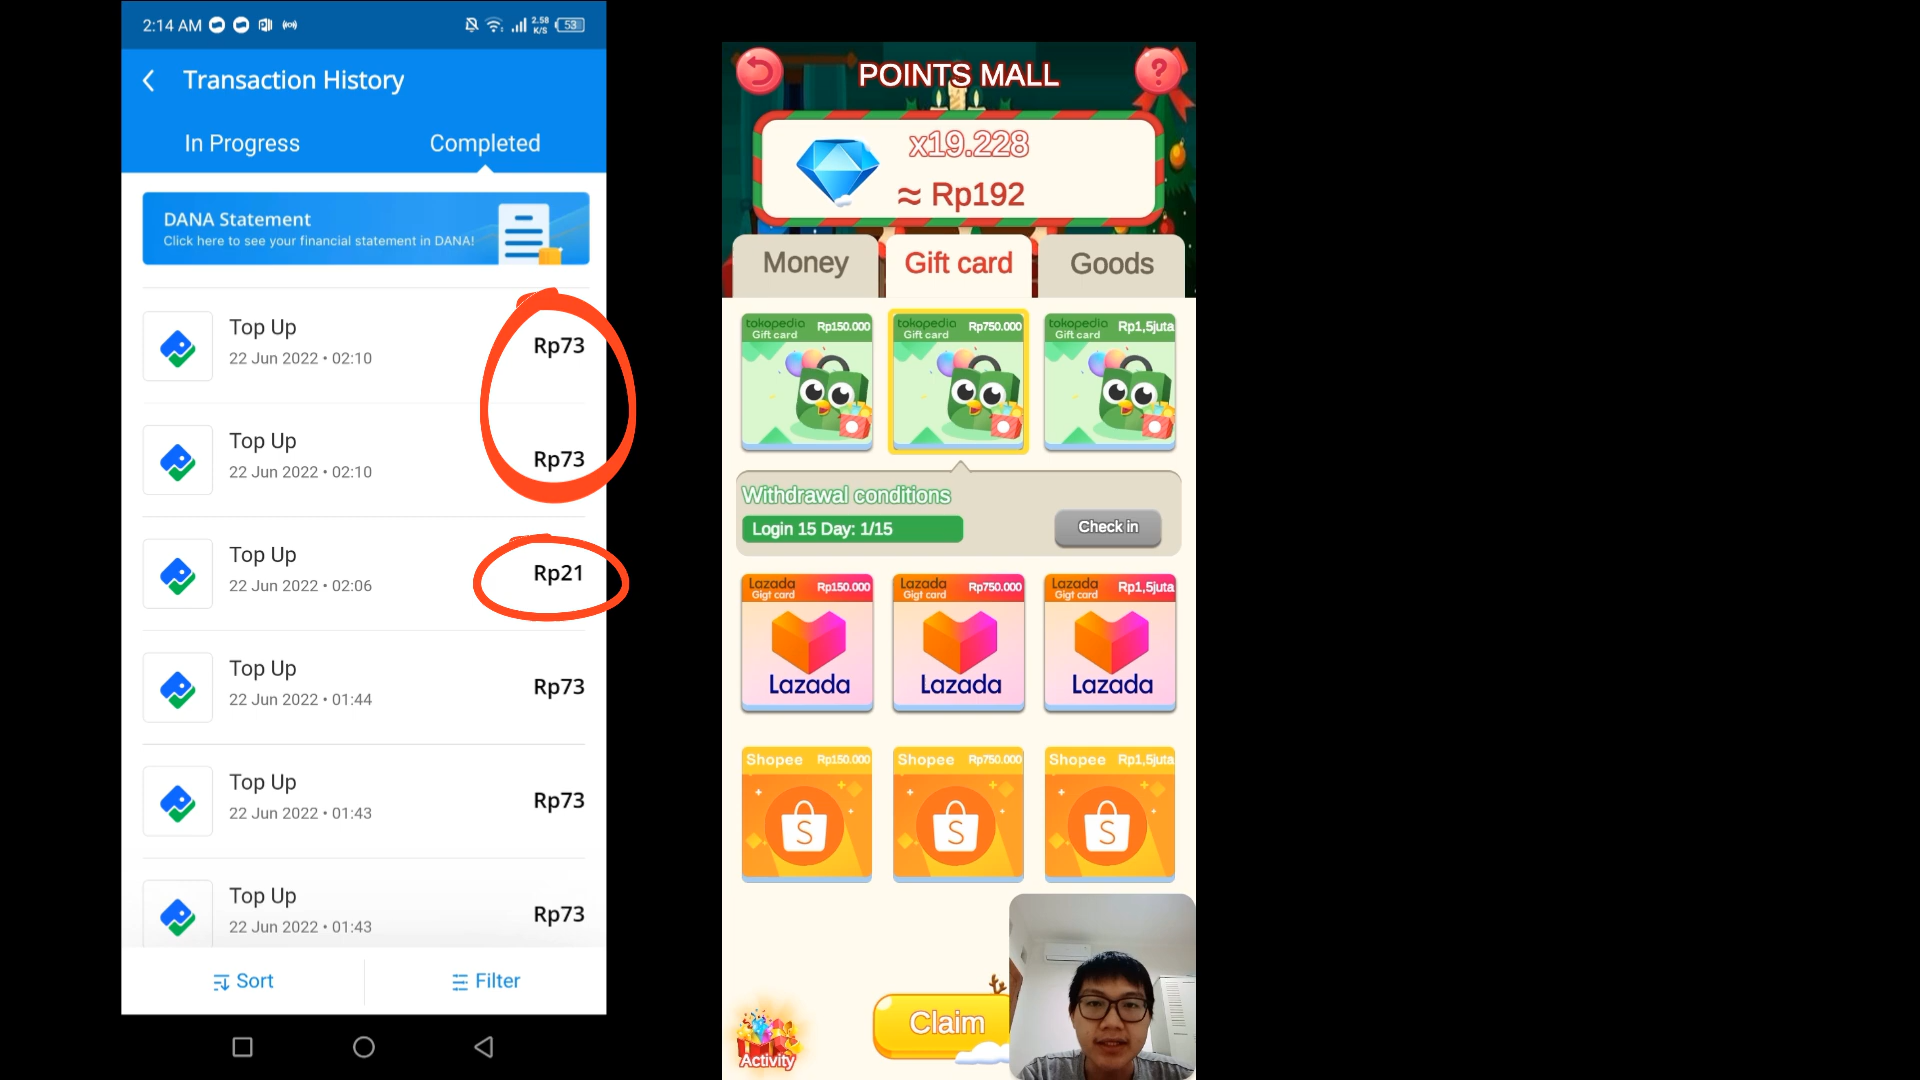 2:14 AM
2.58
K/S
53
Transaction History
In Progress
Completed
DANA Statement
Click here to see your financial statement in DANA!
Top Up
Rp73
22 Jun 2022 • 02:10
Top Up
Rp73
22 Jun 2022 • 02:10
Top Up
Rp21
22 Jun 2022 • 02:06
Top Up
Rp73
22 Jun 2022 • 01:44
Top Up
Rp73
22 Jun 2022 • 01:43
Top Up
Rp73
22 Jun 2022 • 01:43
Sort
Filter
POINTS MALL
?
x19.228
≈ Rp192
Money
Gift card
Goods
tokopedia Rp150.000
Gift card
tokopedia Rp750.000
Gift card
tokopedia Rp1,5juta
Gift card
Withdrawal conditions
Login 15 Day: 1/15
Check in
Lazada Rp150.000
Gigt card
Lazada
Lazada Rp750.000
Gigt card
Lazada
Lazada Rp1,5juta
Gigt card
Lazada
Shopee Rp150.000
S
Shopee Rp750.000
S
Shopee Rp1,5juta
S
Activity
Claim